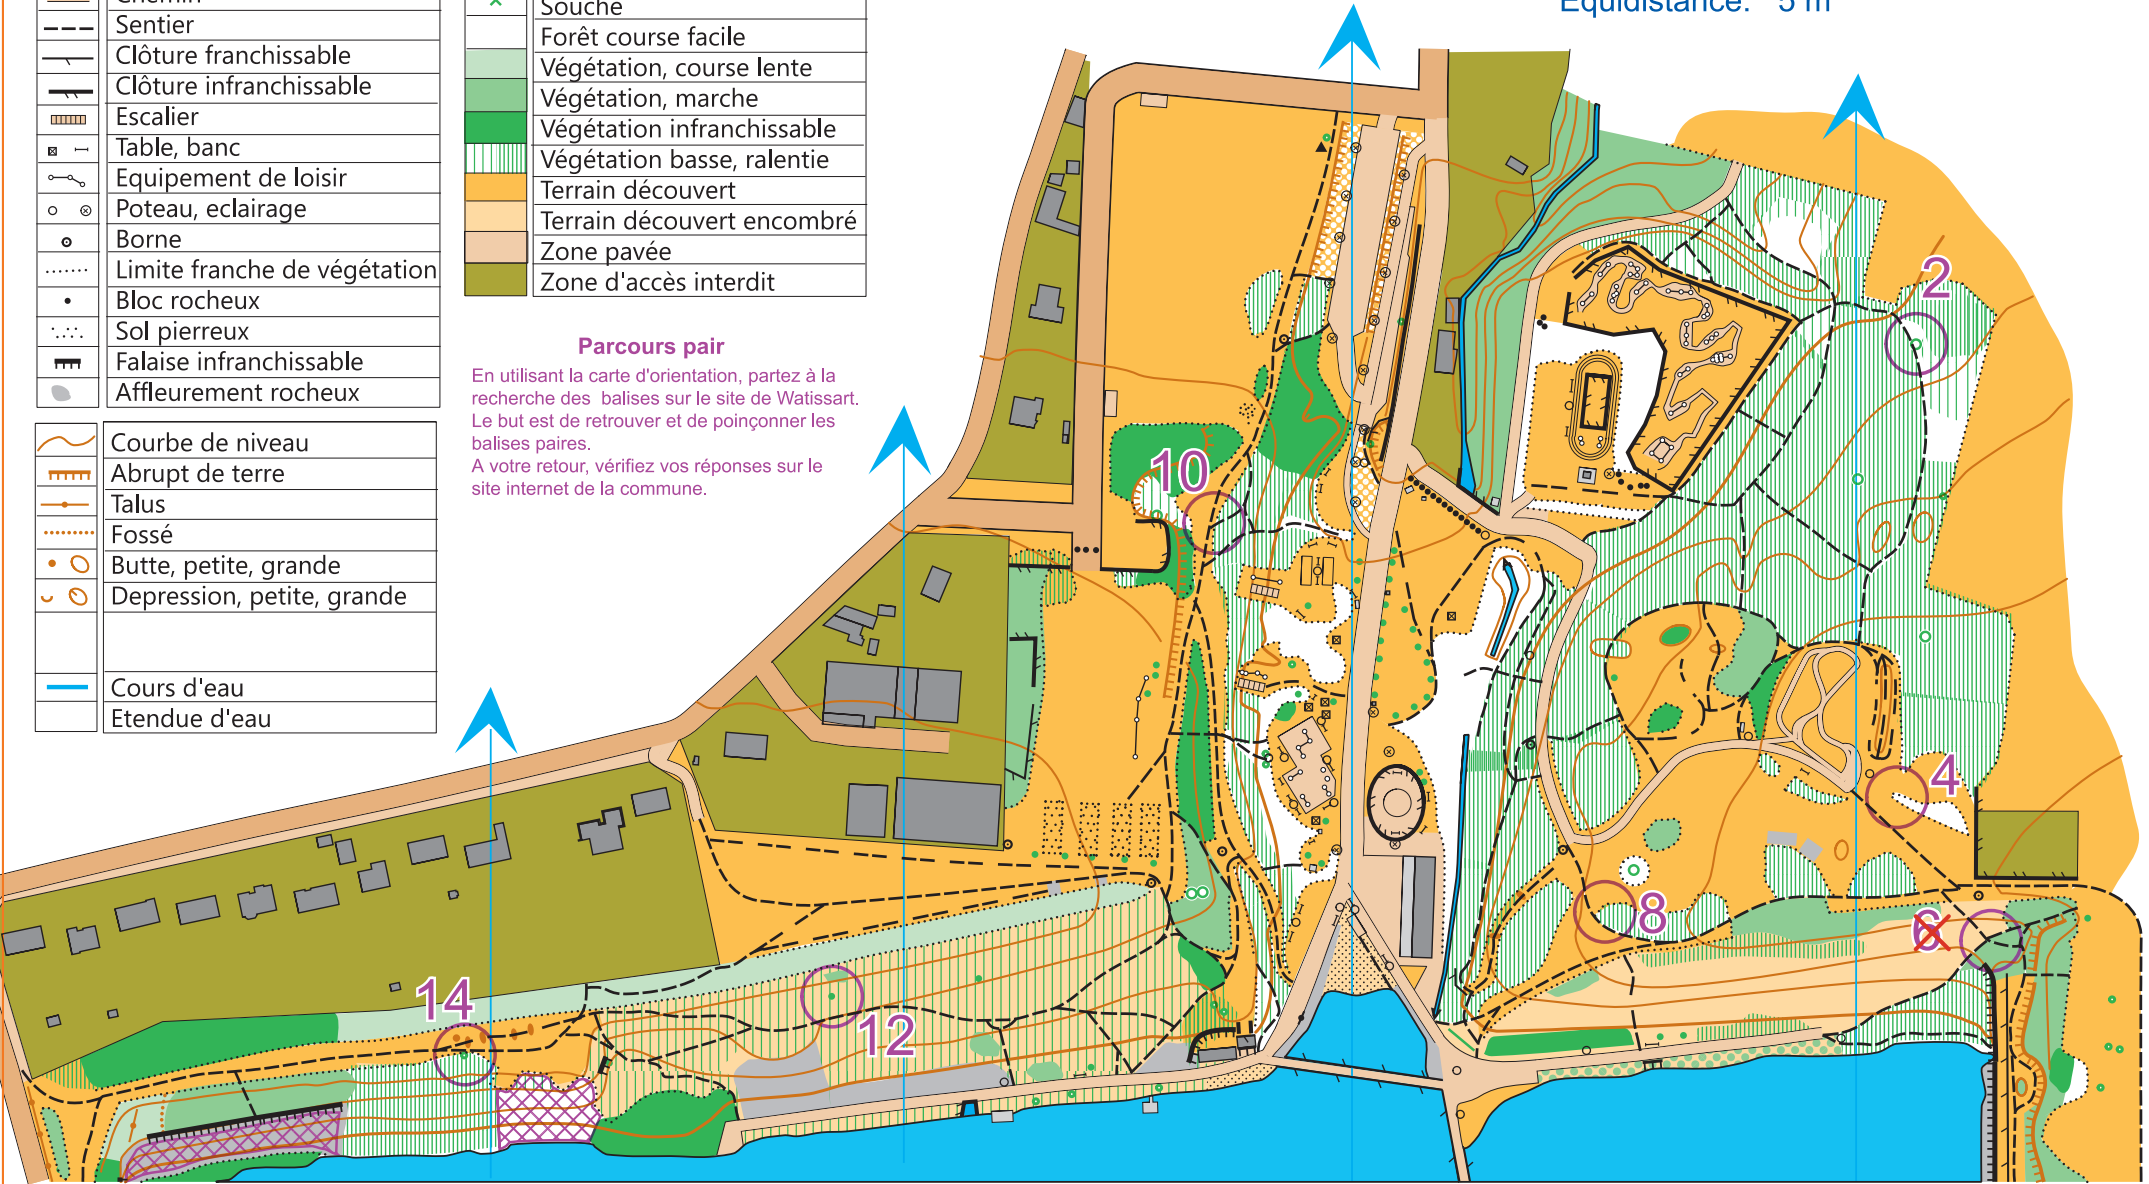 Chemin
Sentier
Clôture franchissable
Clôture infranchissable
Escalier
Table, banc
Equipement de loisir
Poteau, eclairage
Borne
Limite franche de végétation
Bloc rocheux
Sol pierreux
Falaise infranchissable
Affleurement rocheux
Courbe de niveau
Abrupt de terre
Talus
Fossé
Butte, petite, grande
Depression, petite, grande
Cours d'eau
Etendue d'eau
Souche
Forêt course facile
Végétation, course lente
Végétation, marche
Végétation infranchissable
Végétation basse, ralentie
Terrain découvert
Terrain découvert encombré
Zone pavée
Zone d'accès interdit
Parcours pair
En utilisant la carte d'orientation, partez à la
recherche des balises sur le site de Watissart.
Le but est de retrouver et de poinçonner les
balises paires.
A votre retour, vérifiez vos réponses sur le
site internet de la commune.
Equidistance: 5 m
2
10
4
8
6
14
12